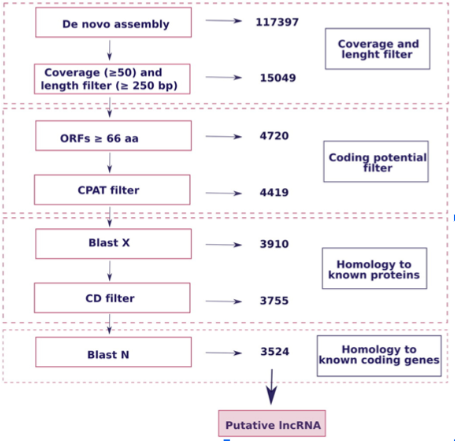 De novo assembly
117397
Coverage and
lenght filter
Coverage (≥50) and
length filter (≥ 250 bp)
15049
ORFs ≥ 66 aa
4720
Coding potential
filter
CPAT filter
4419
Blast X
3910
Homology to
known proteins
CD filter
3755
Blast N
3524
Homology to
known coding genes
Putative lncRNA